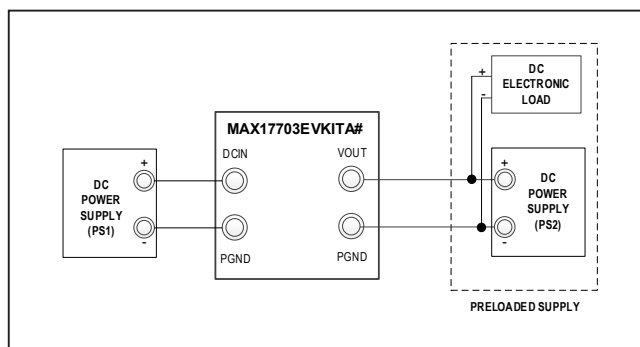 MAX17703EVKITA#
DCIN
VOUT
PGND
PGND
+
DC
POWER
SUPPLY
(PS1)
-
+
-
DC
ELECTRONIC
LOAD
+
DC
POWER
SUPPLY
(PS2)
-
PRELOADED SUPPLY